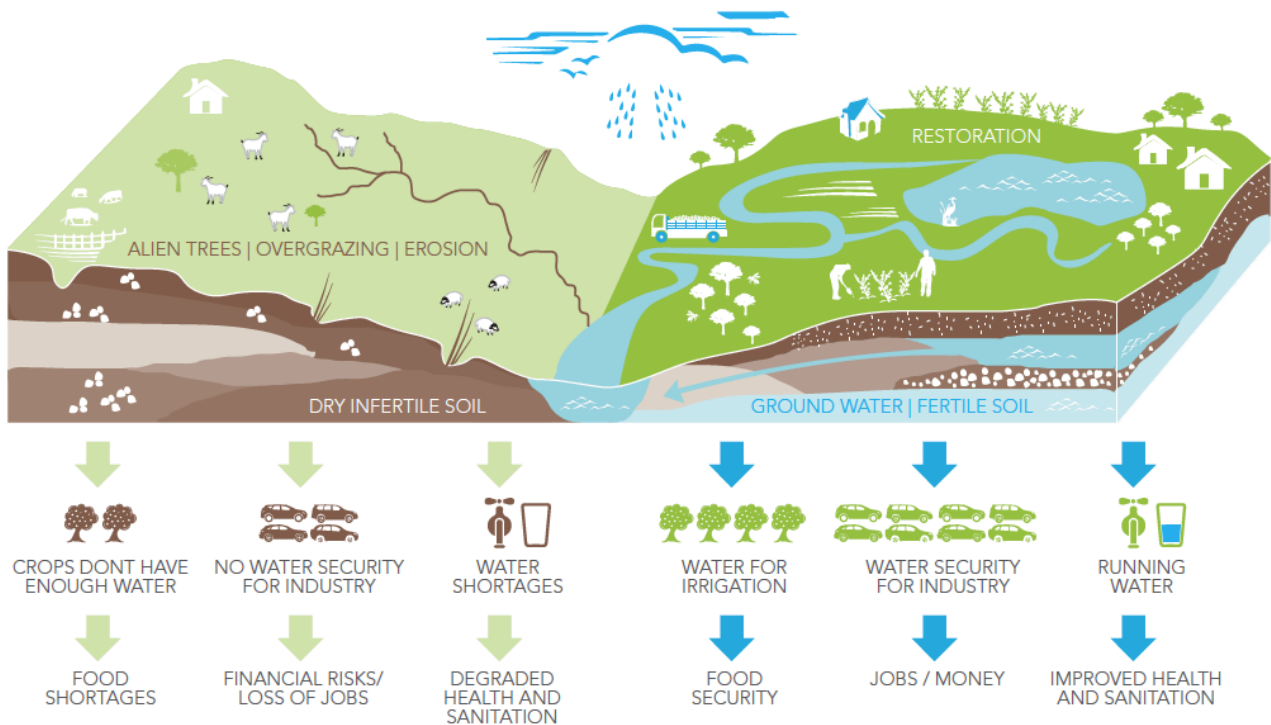 RESTORATION
ALIEN TREES | OVERGRAZING | EROSION
DRY INFERTILE SOIL
GROUND WATER | FERTILE SOIL
CROPS DONT HAVE
ENOUGH WATER
NO WATER SECURITY
FOR INDUSTRY
WATER
SHORTAGES
WATER FOR
IRRIGATION
WATER SECURITY
FOR INDUSTRY
RUNNING
WATER
FOOD
SHORTAGES
FINANCIAL RISKS/
LOSS OF JOBS
DEGRADED
HEALTH AND
SANITATION
FOOD
SECURITY
JOBS / MONEY
IMPROVED HEALTH
AND SANITATION